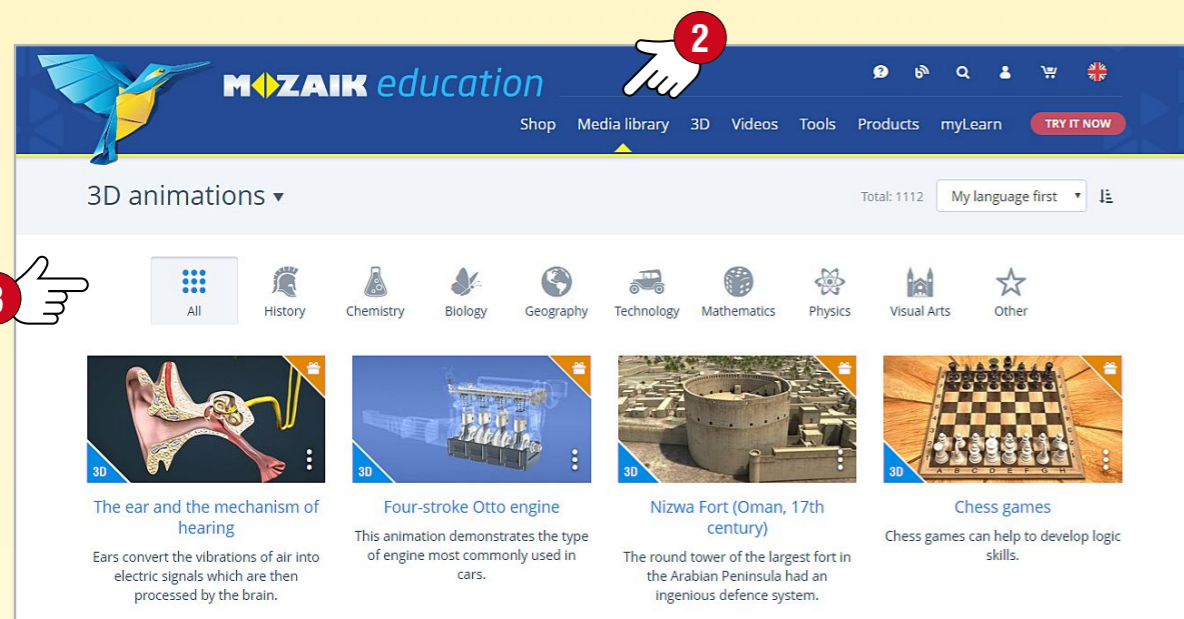 2
MOZAIK education
Shop Media library 3D Videos Tools Products myLearn TRY IT NOW
3D animations
Total: 1112 My language first
All History Chemistry Biology Geography Technology Mathematics Physics Visual Arts Other
3D 3D 3D 3D
A B C D E F G H
The ear and the mechanism of
hearing
Ears convert the vibrations of air into
electric signals which are then
processed by the brain.
Four-stroke Otto engine
This animation demonstrates the type
of engine most commonly used in
cars.
Nizwa Fort (Oman, 17th
century)
The round tower of the largest fort in
the Arabian Peninsula had an
ingenious defence system.
Chess games
Chess games can help to develop logic
skills.